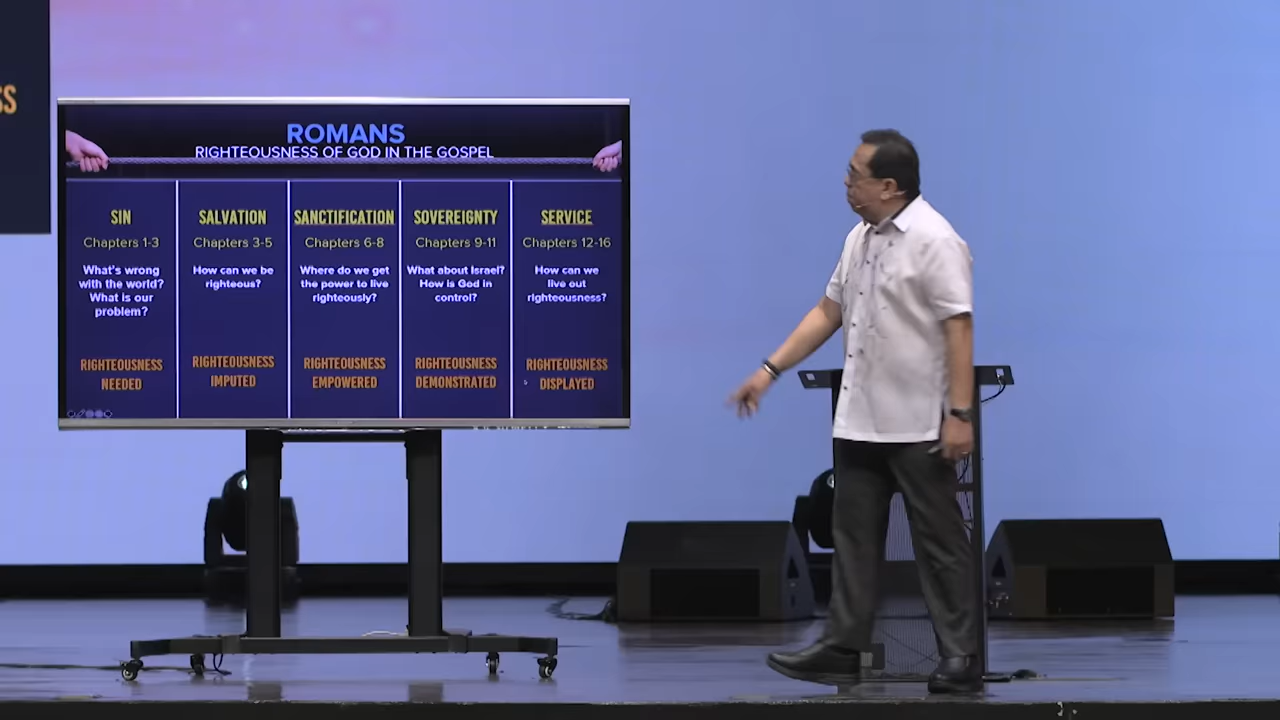 SS
ROMANS
RIGHTEOUSNESS OF GOD IN THE GOSPEL
SIN
Chapters 1-3
What's wrong
with the world?
What is our
problem?
RIGHTEOUSNESS
NEEDED
SALVATION
Chapters 3-5
How can we be
righteous?
RIGHTEOUSNESS
IMPUTED
SANCTIFICATION
Chapters 6-8
Where do we get
the power to live
righteously?
RIGHTEOUSNESS
EMPOWERED
SOVEREIGNTY
Chapters 9-11
What about Israel?
How is God in
control?
RIGHTEOUSNESS
DEMONSTRATED
SERVICE
Chapters 12-16
How can we
live out
righteousness?
RIGHTEOUSNESS
DISPLAYED